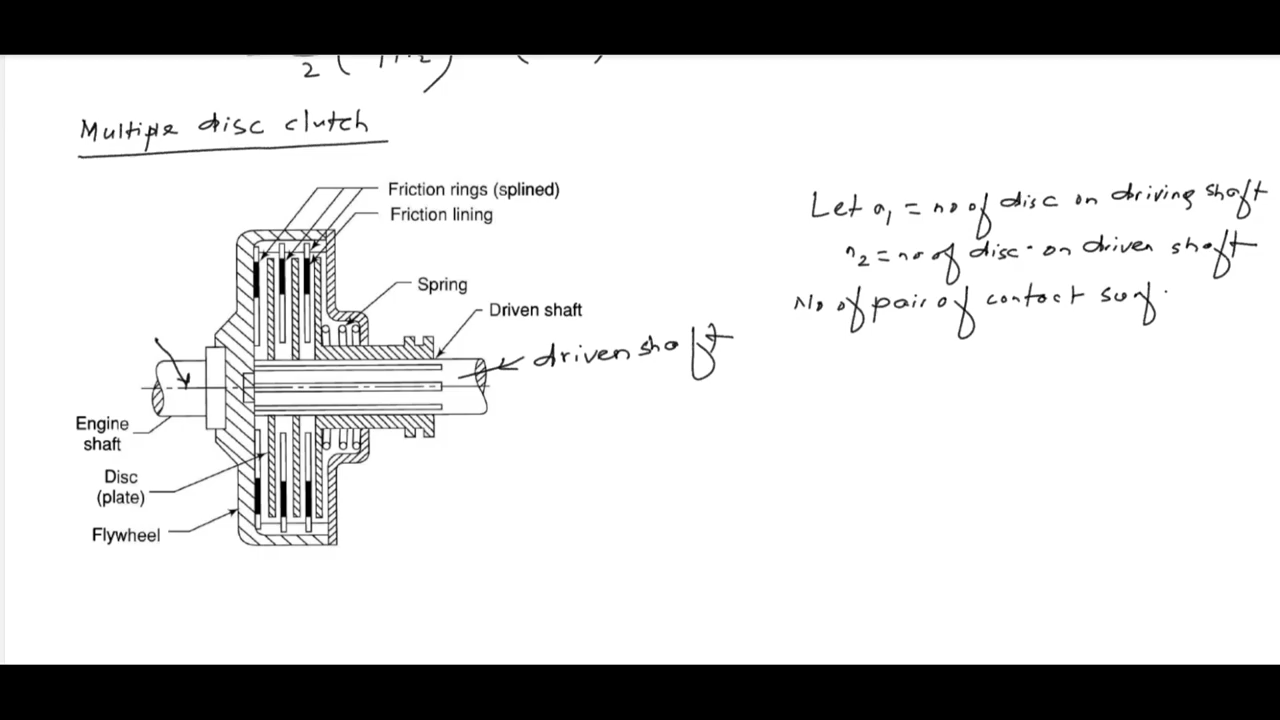 2
Multiple disc clutch
Friction rings (splined)
Friction lining
Spring
Driven shaft
driven shaft
Engine
shaft
Disc
(plate)
Flywheel
Let n₁ = no of disc on driving shaft
n₂ = no of disc on driven shaft
No of pair of contact surf.